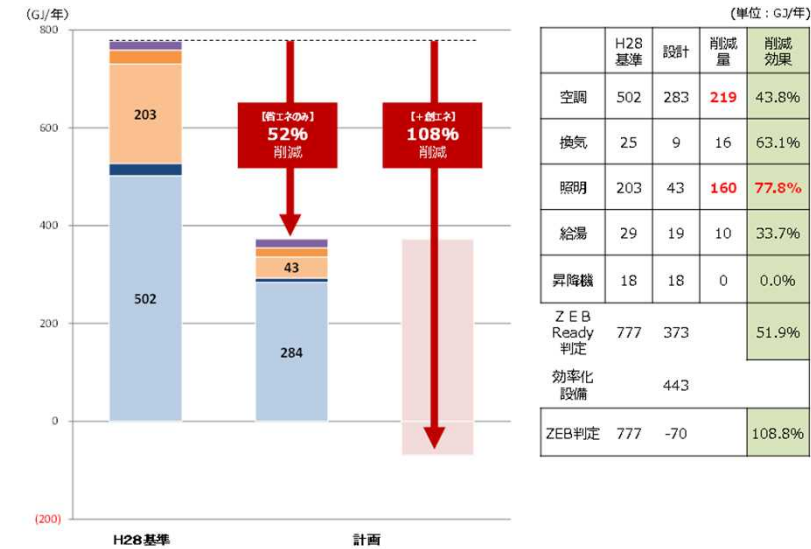 (GJ/年)
800
600
400
200
0
(200)
203
502
43
284
【省エネのみ】
52%
削減
【+創エネ】
108%
削減
H28基準
計画
(単位:GJ/年)
H28基準 設計 削減量 削減効果
空調 502 283 219 43.8%
換気 25 9 16 63.1%
照明 203 43 160 77.8%
給湯 29 19 10 33.7%
昇降機 18 18 0 0.0%
ZEB Ready 判定 777 373 51.9%
効率化設備 443
ZEB判定 777 -70 108.8%